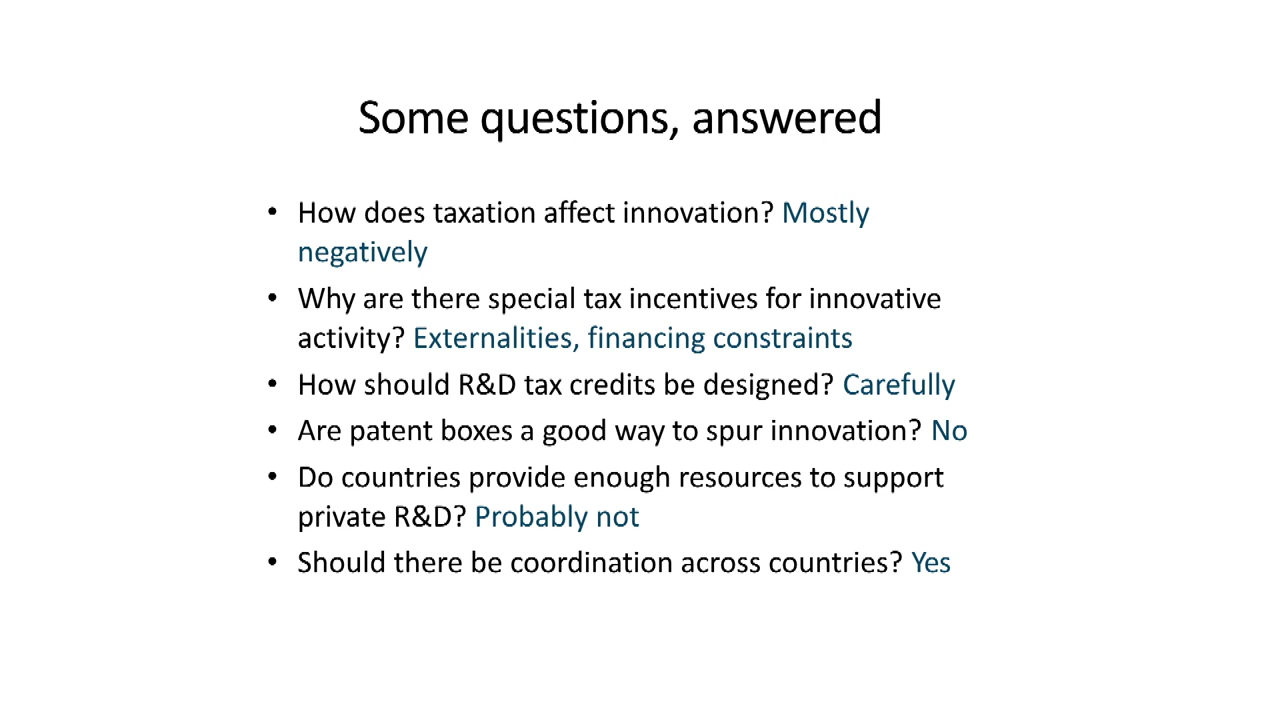 Some questions, answered
• How does taxation affect innovation? Mostly
negatively
• Why are there special tax incentives for innovative
activity? Externalities, financing constraints
• How should R&D tax credits be designed? Carefully
• Are patent boxes a good way to spur innovation? No
• Do countries provide enough resources to support
private R&D? Probably not
• Should there be coordination across countries? Yes